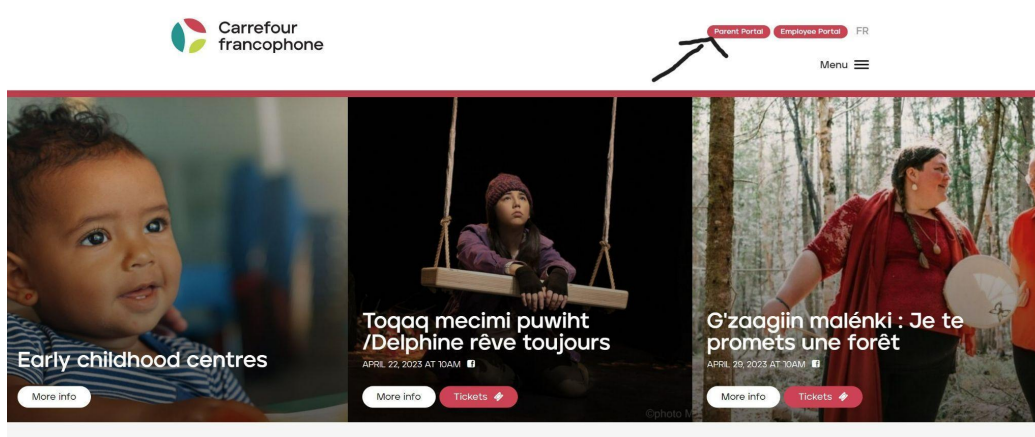 Carrefour
francophone
Parent Portal Employee Portal FR
Menu
Early childhood centres
More info
Toqaq mecimi puwiht
/Delphine rêve toujours
APRIL 22, 2023 AT 10AM
More info Tickets
©photo M
G'zaagiin malénki : Je te
promets une forêt
APRIL 29, 2023 AT 10AM
More info Tickets